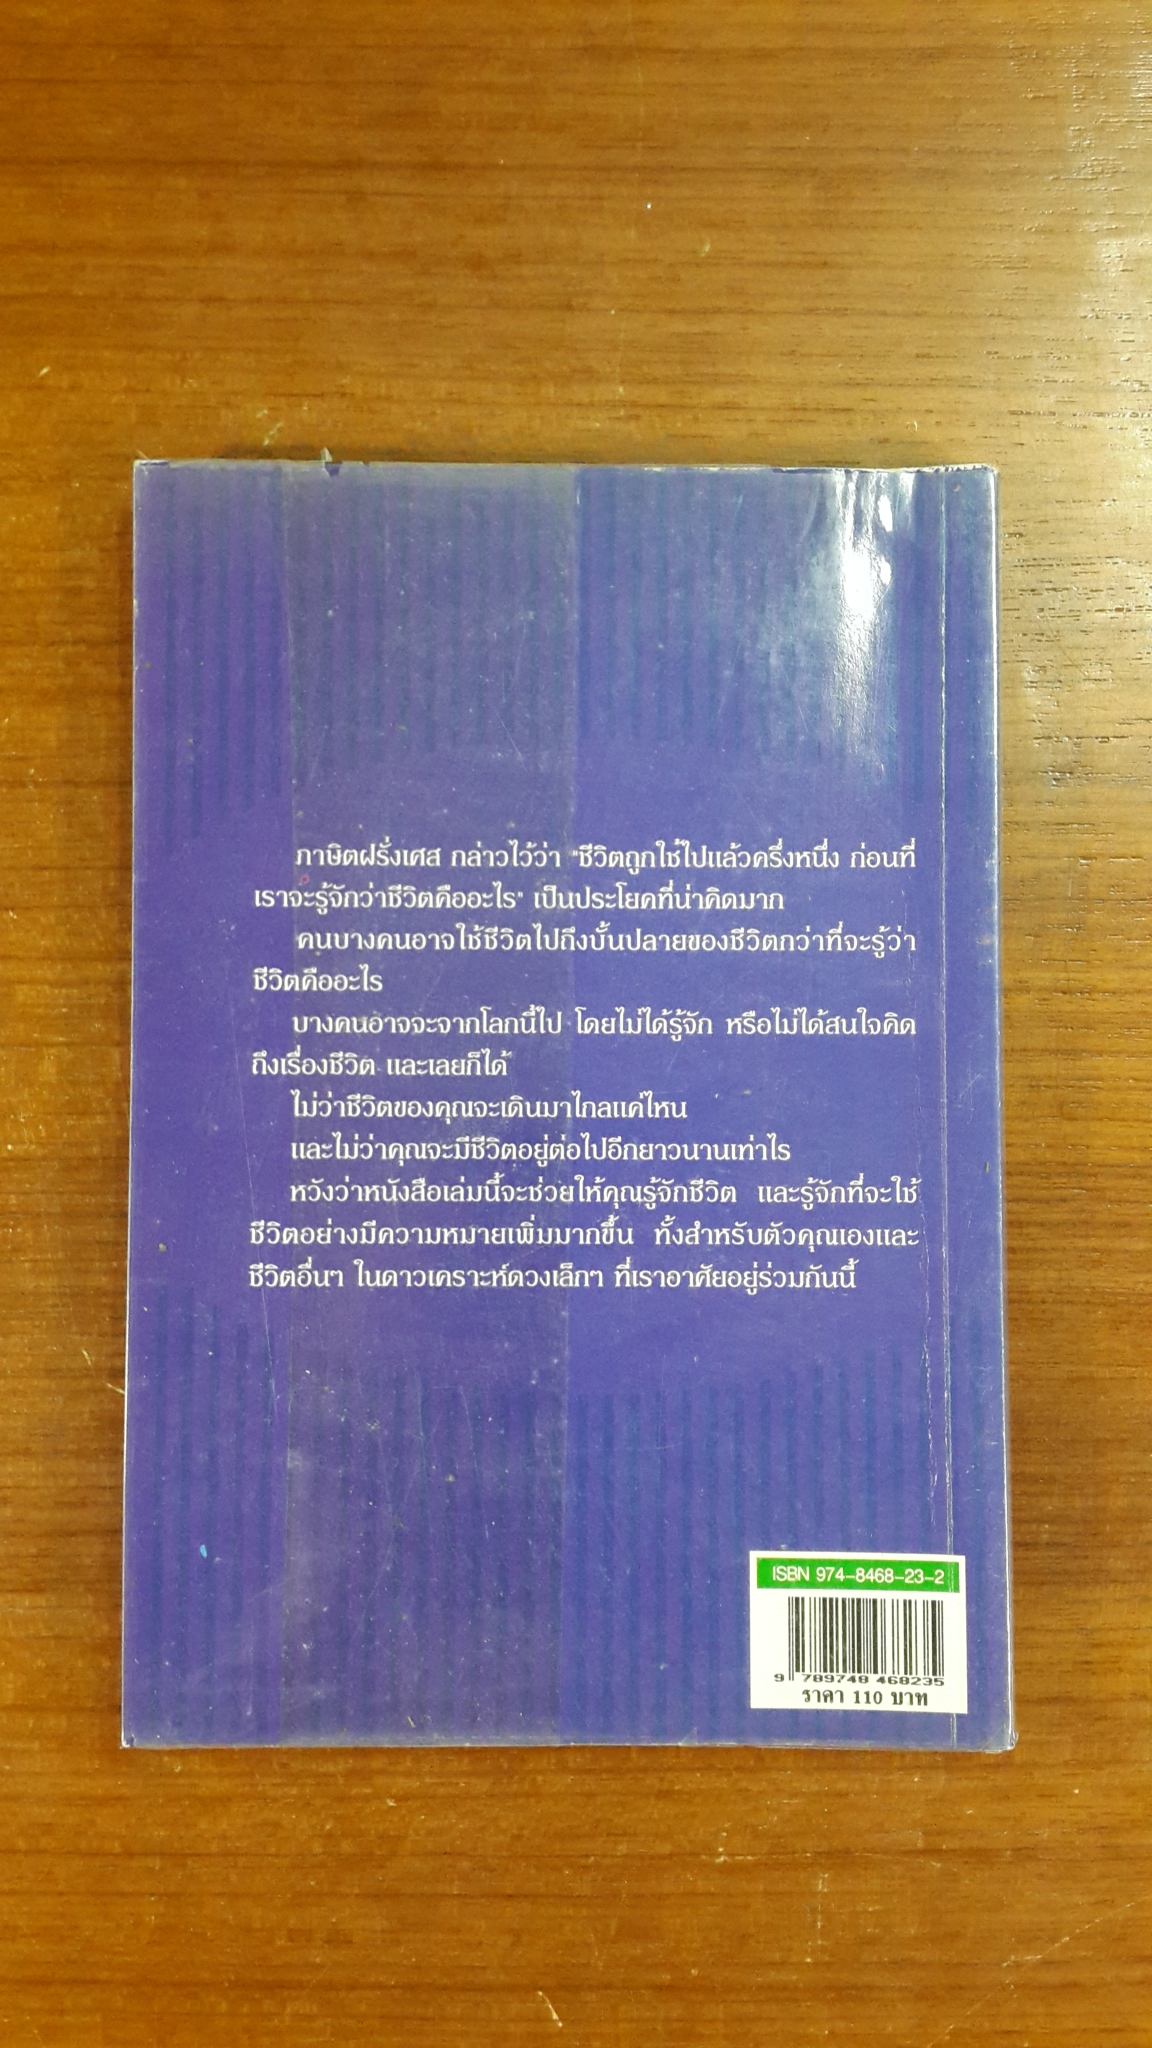 ภาษิตฝรั่งเศส กล่าวไว้ว่า "ชีวิตถูกใช้ไปแล้วครึ่งหนึ่ง ก่อนที่
เราจะรู้จักว่าชีวิตคืออะไร" เป็นประโยคที่น่าคิดมาก
คนบางคนอาจใช้ชีวิตไปถึงบั้นปลายของชีวิตกว่าที่จะรู้ว่า
ชีวิตคืออะไร
บางคนอาจจะจากโลกนี้ไป โดยไม่ได้รู้จัก หรือไม่ได้สนใจคิด
ถึงเรื่องชีวิต และเลยก็ได้
ไม่ว่าชีวิตของคุณจะเดินมาไกลแค่ไหน
และไม่ว่าคุณจะมีชีวิตอยู่ต่อไปอีกยาวนานเท่าไร
หวังว่าหนังสือเล่มนี้จะช่วยให้คุณรู้จักชีวิต และรู้จักที่จะใช้
ชีวิตอย่างมีความหมายเพิ่มมากขึ้น ทั้งสำหรับตัวคุณเองและ
ชีวิตอื่นๆ ในดาวเคราะห์ดวงเล็กๆ ที่เราอาศัยอยู่ร่วมกันนี้
ISBN 974-8468-23-2
9 789748 468235
ราคา 110 บาท